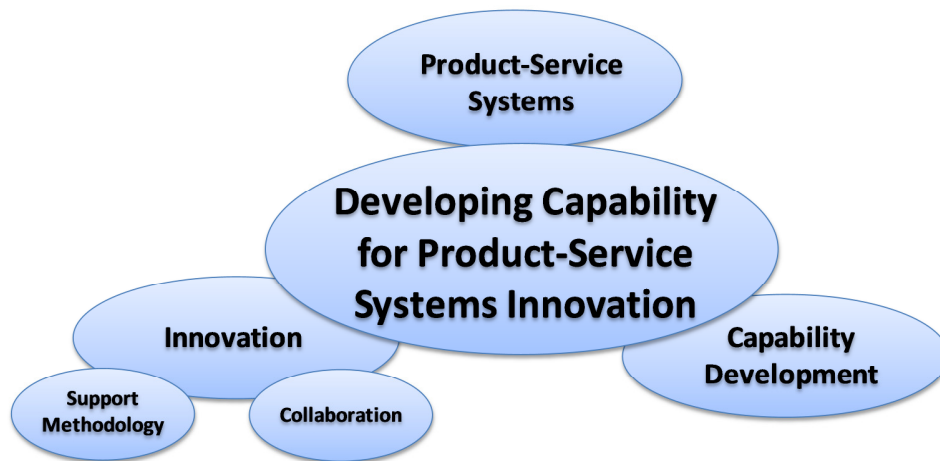 Product-Service
Systems
Developing Capability
for Product-Service
Systems Innovation
Innovation
Capability
Development
Support
Methodology
Collaboration